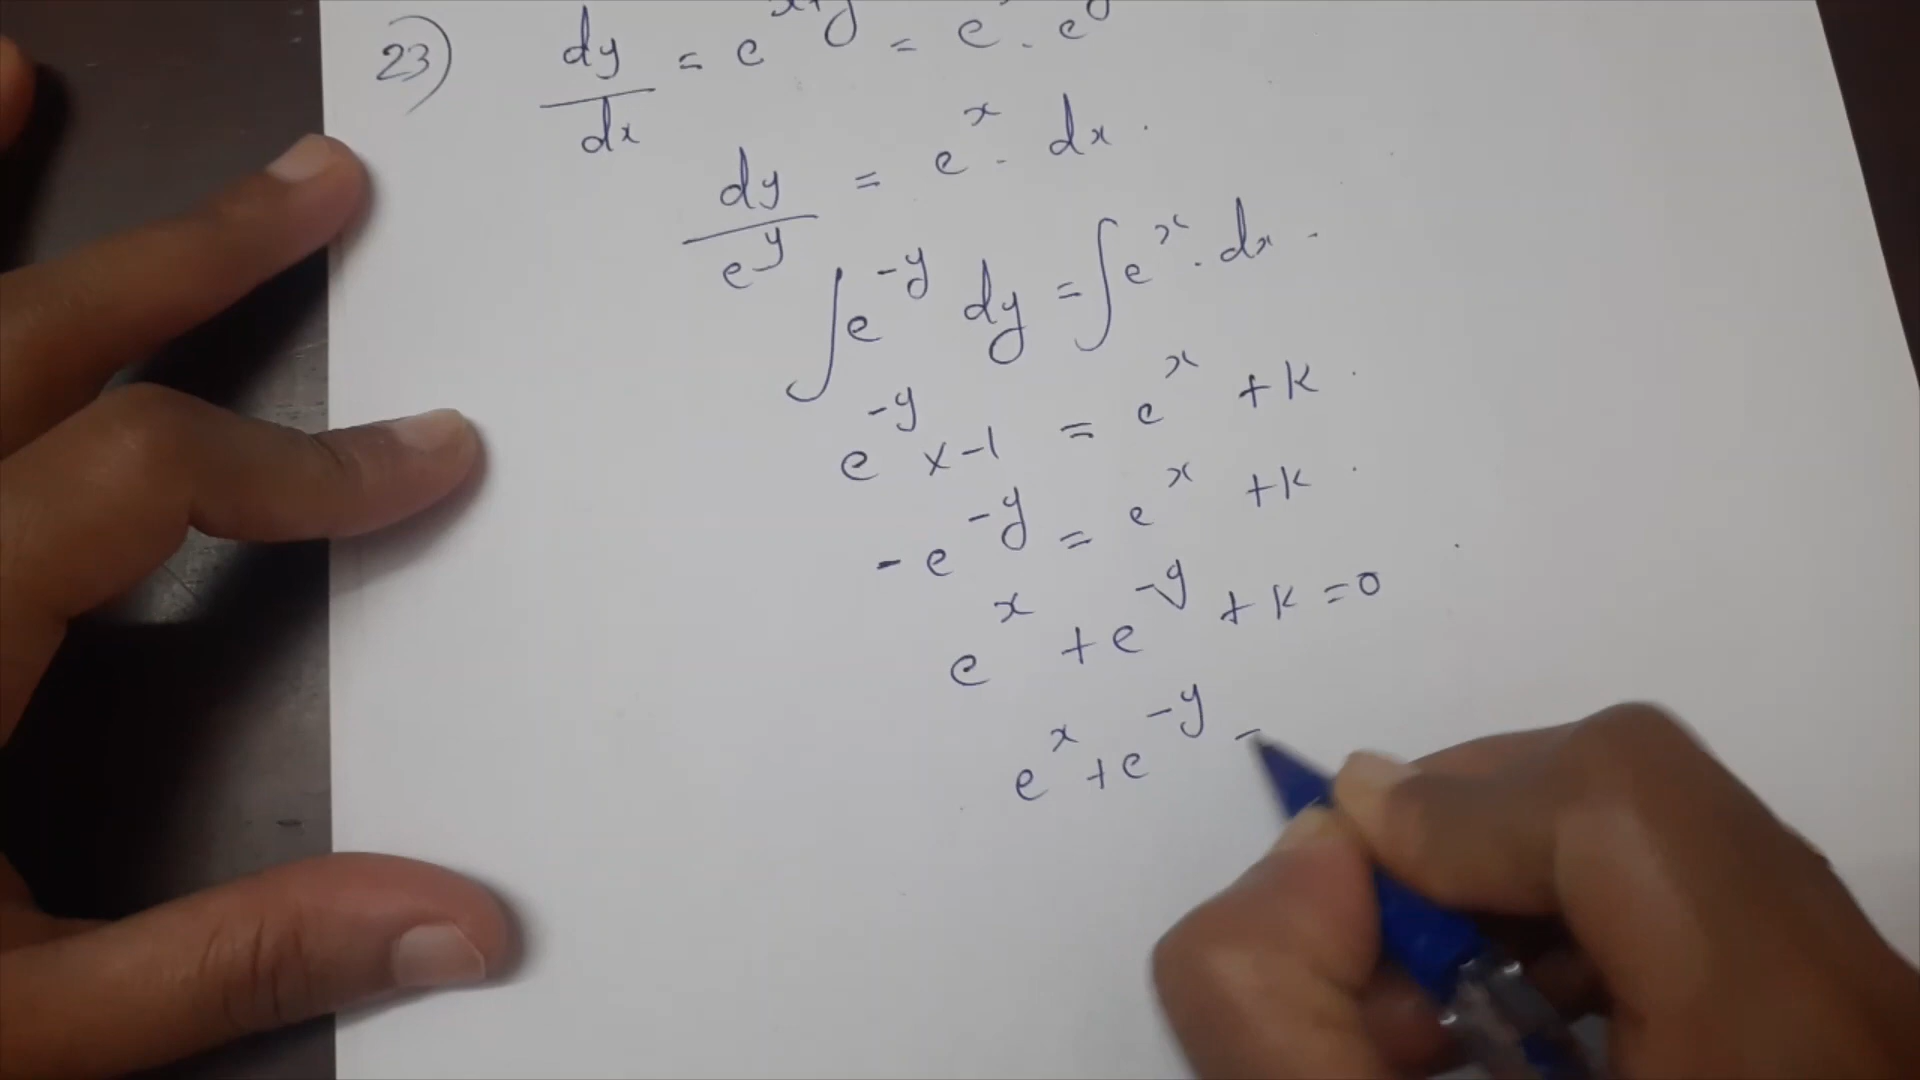 23) dy/dx = e^x+y = e^x . e^y
dy/e^y = e^x . dx .
∫ e^-y dy = ∫ e^x . dx .
e^-y x-1 = e^x + k .
- e^-y = e^x + k .
e^x + e^-y + k = 0
e^x + e^-y -